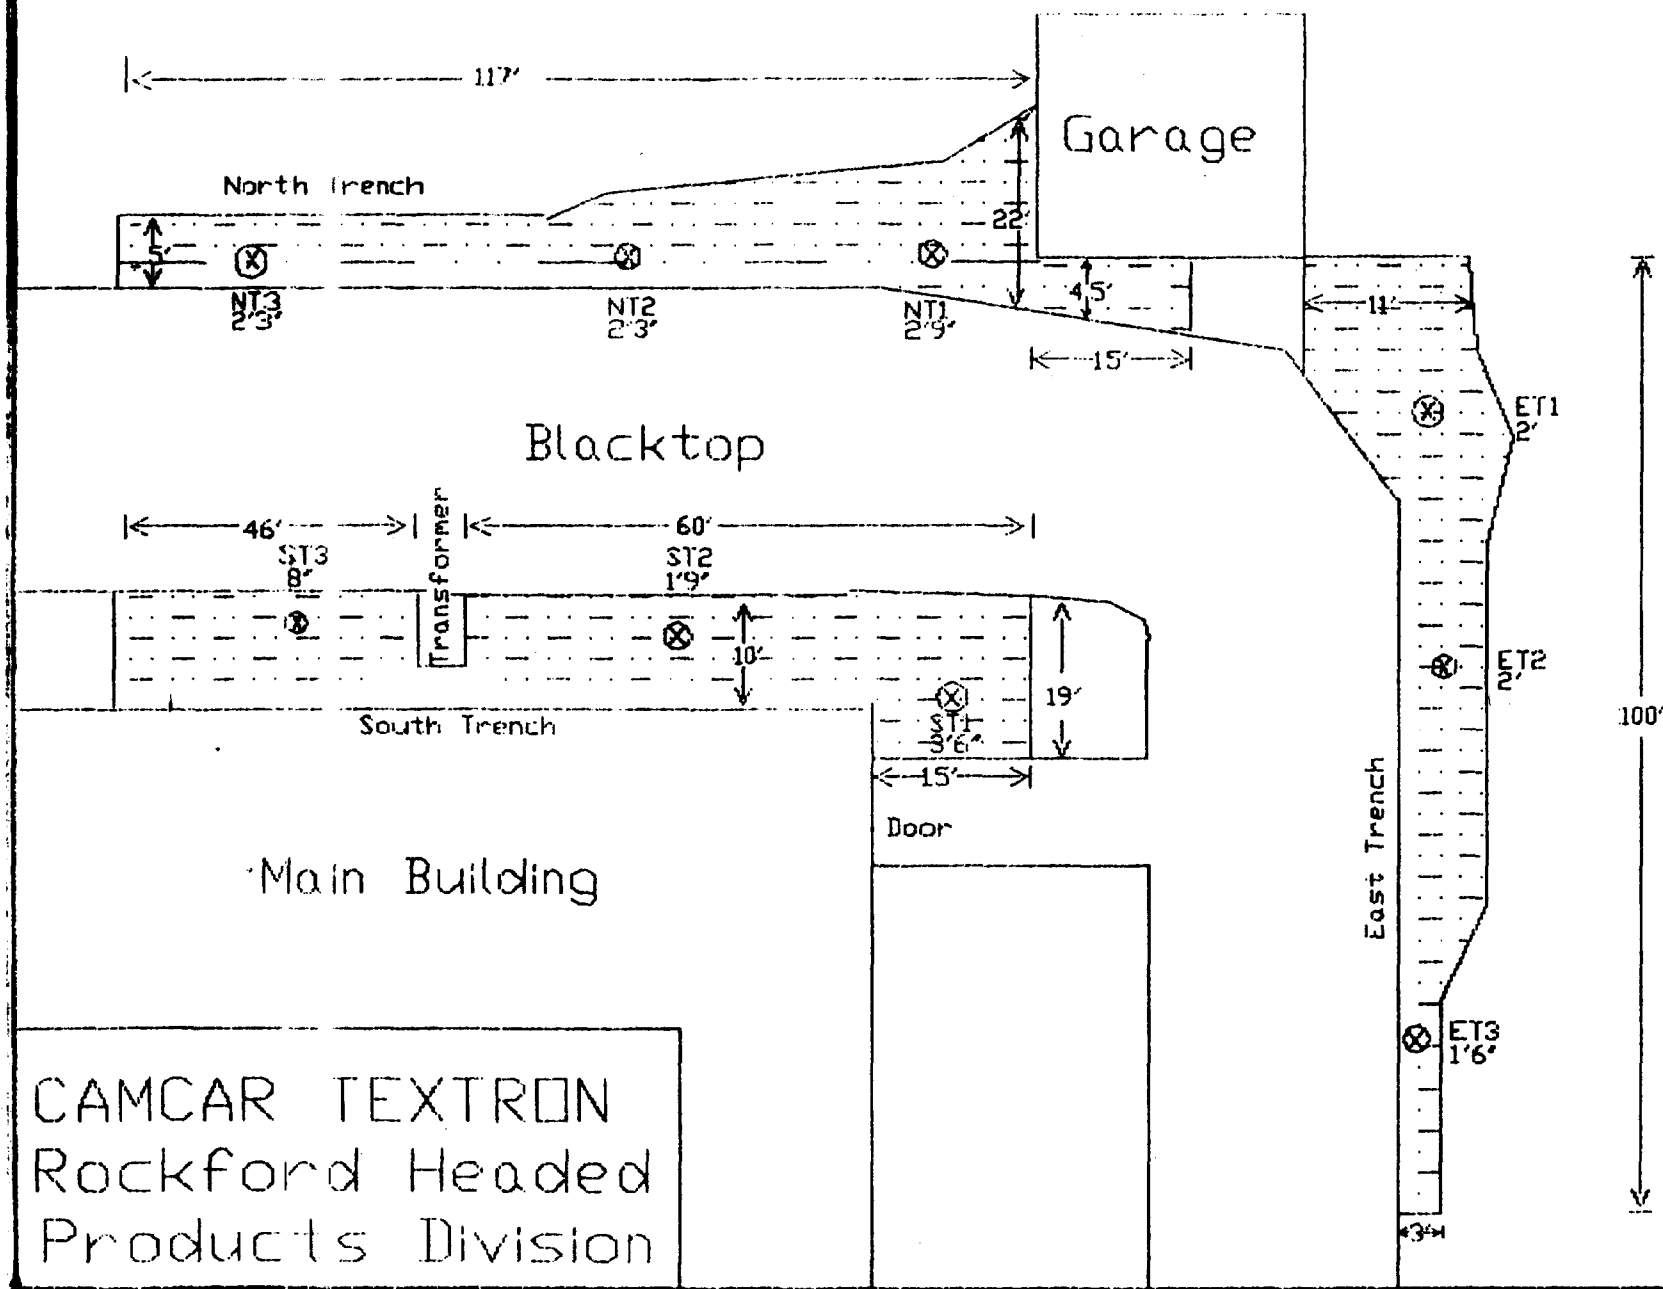 117'
Garage
North Trench
22'
5'
NT3
2'3"
NT2
2'3"
NT1
2'9"
4.5'
15'
11'
ET1
2'
Blacktop
46'
Transformer
60'
ST3
8"
ST2
1'9"
10'
19'
ST1
3'6"
15'
South Trench
ET2
2'
100'
Door
East Trench
Main Building
ET3
1'6"
3'
CAMCAR TEXTRON
Rockford Headed
Products Division